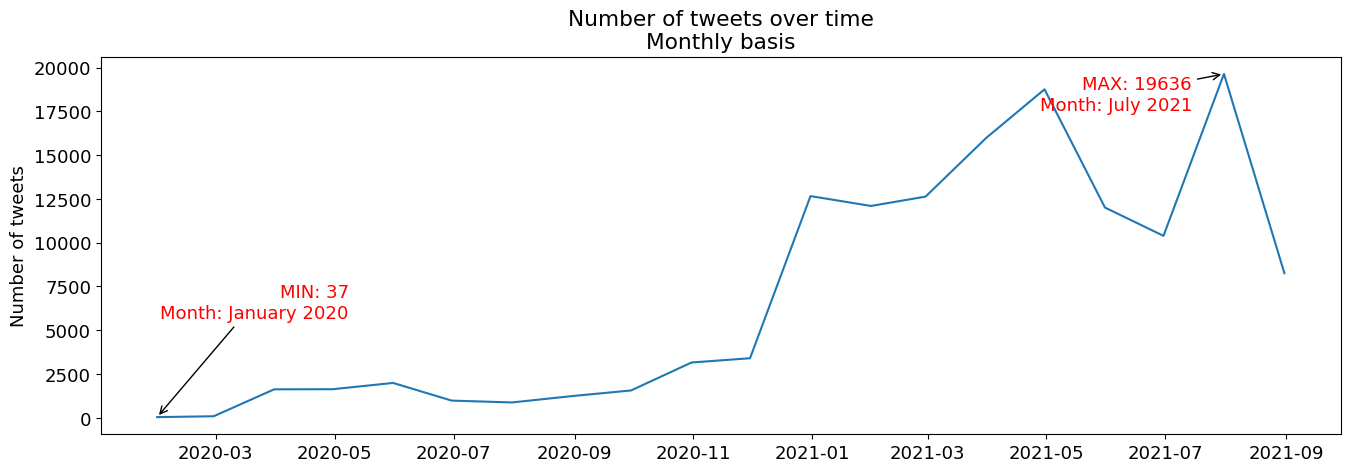 Number of tweets over time
Monthly basis
Number of tweets
20000
17500
15000
12500
10000
7500
5000
2500
0
MAX: 19636
Month: July 2021
MIN: 37
Month: January 2020
2020-03
2020-05
2020-07
2020-09
2020-11
2021-01
2021-03
2021-05
2021-07
2021-09